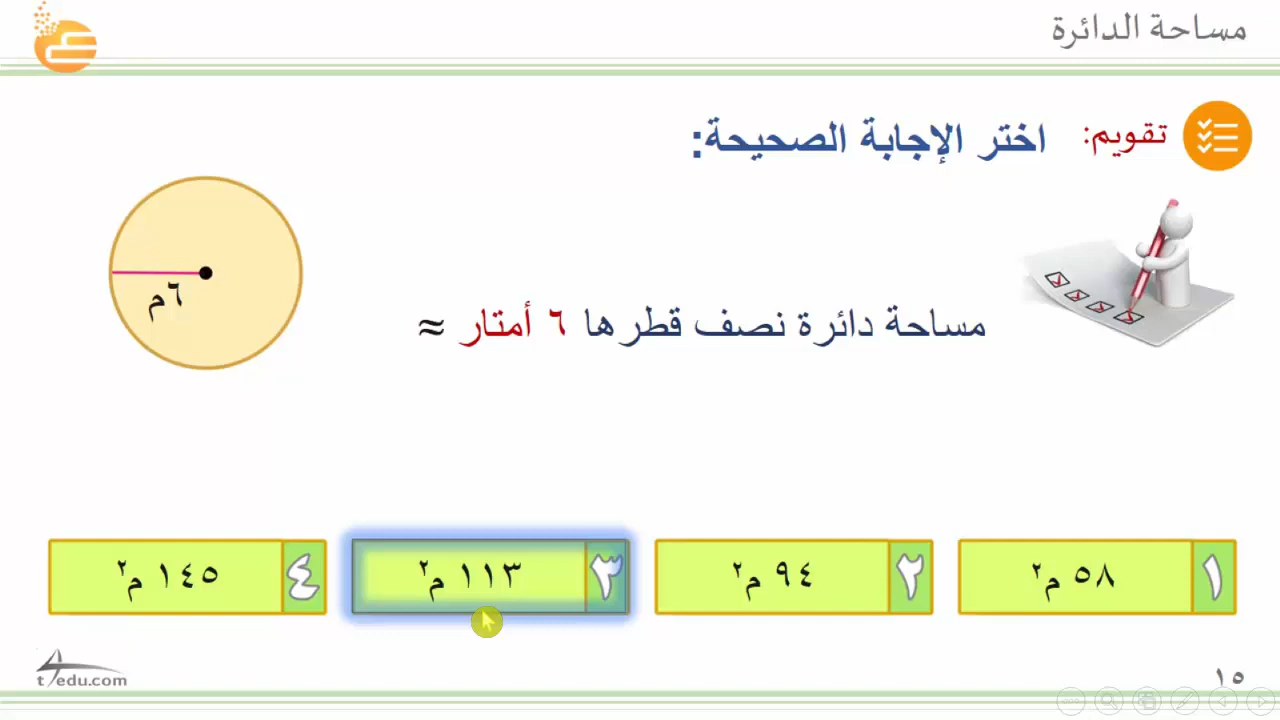 مساحة الدائرة
تقويم: اختر الإجابة الصحيحة:
٦م
مساحة دائرة نصف قطرها ٦ أمتار ≈
١ ٥٨ م٢
٢ ٩٤ م٢
٣ ١١٣ م٢
٤ ١٤٥ م٢
t4edu.com
١٥